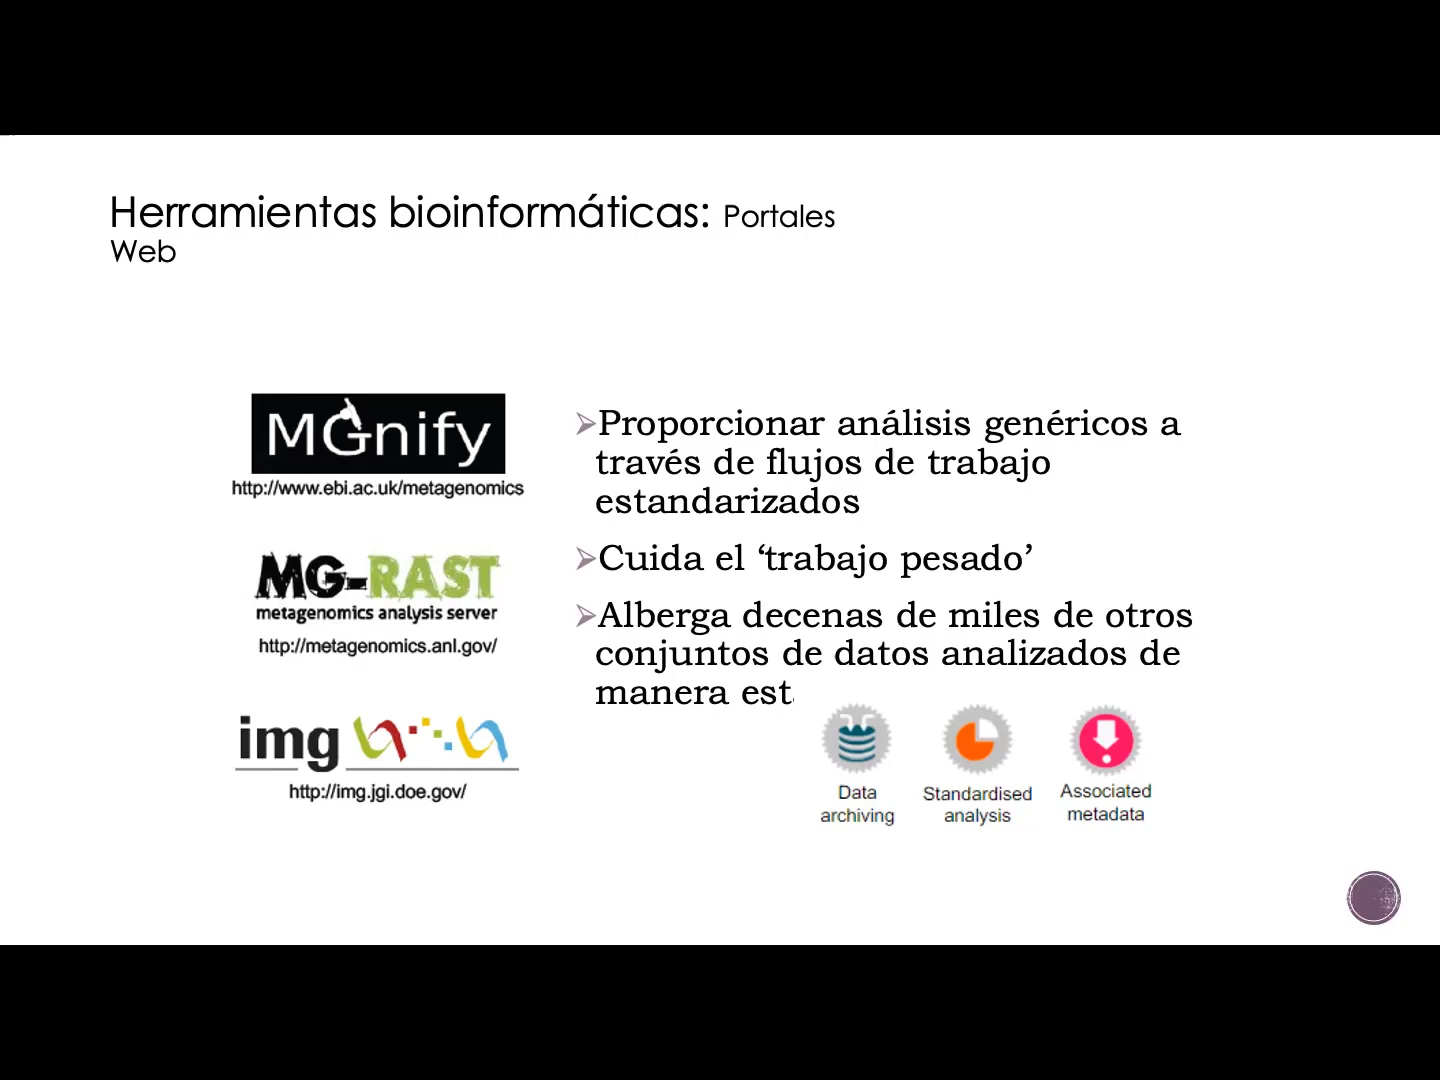 Herramientas bioinformáticas: Portales
Web
MGnify
http://www.ebi.ac.uk/metagenomics
MG-RAST
metagenomics analysis server
http://metagenomics.anl.gov/
img
http://img.jgi.doe.gov/
➢Proporcionar análisis genéricos a
través de flujos de trabajo
estandarizados
➢Cuida el ‘trabajo pesado’
➢Alberga decenas de miles de otros
conjuntos de datos analizados de
manera
Data
archiving
Standardised
analysis
Associated
metadata